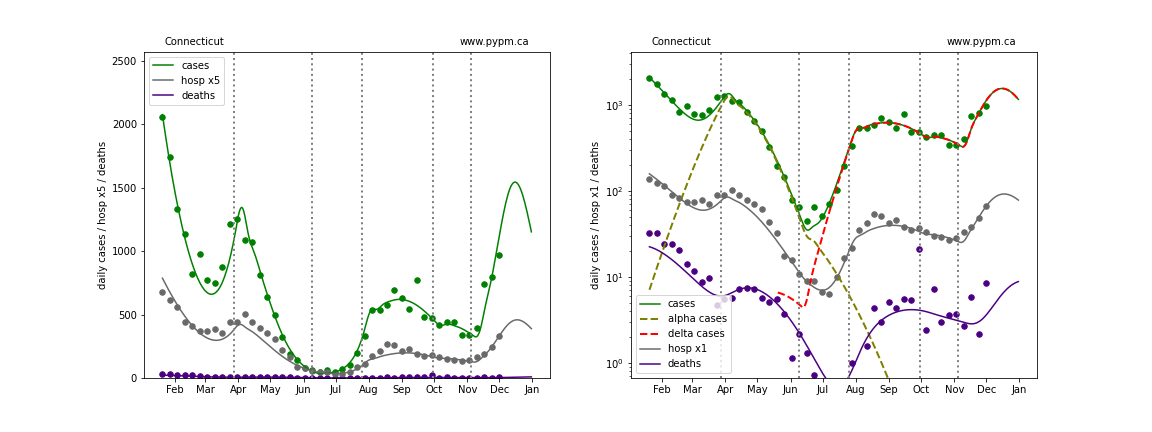 Connecticut www.pypm.ca
2500
2000
1500
1000
500
0
daily cases / hosp x5 / deaths
cases
hosp x5
deaths
Feb Mar Apr May Jun Jul Aug Sep Oct Nov Dec Jan
Connecticut www.pypm.ca
10³
10²
10¹
10⁰
daily cases / hosp x1 / deaths
cases
alpha cases
delta cases
hosp x1
deaths
Feb Mar Apr May Jun Jul Aug Sep Oct Nov Dec Jan